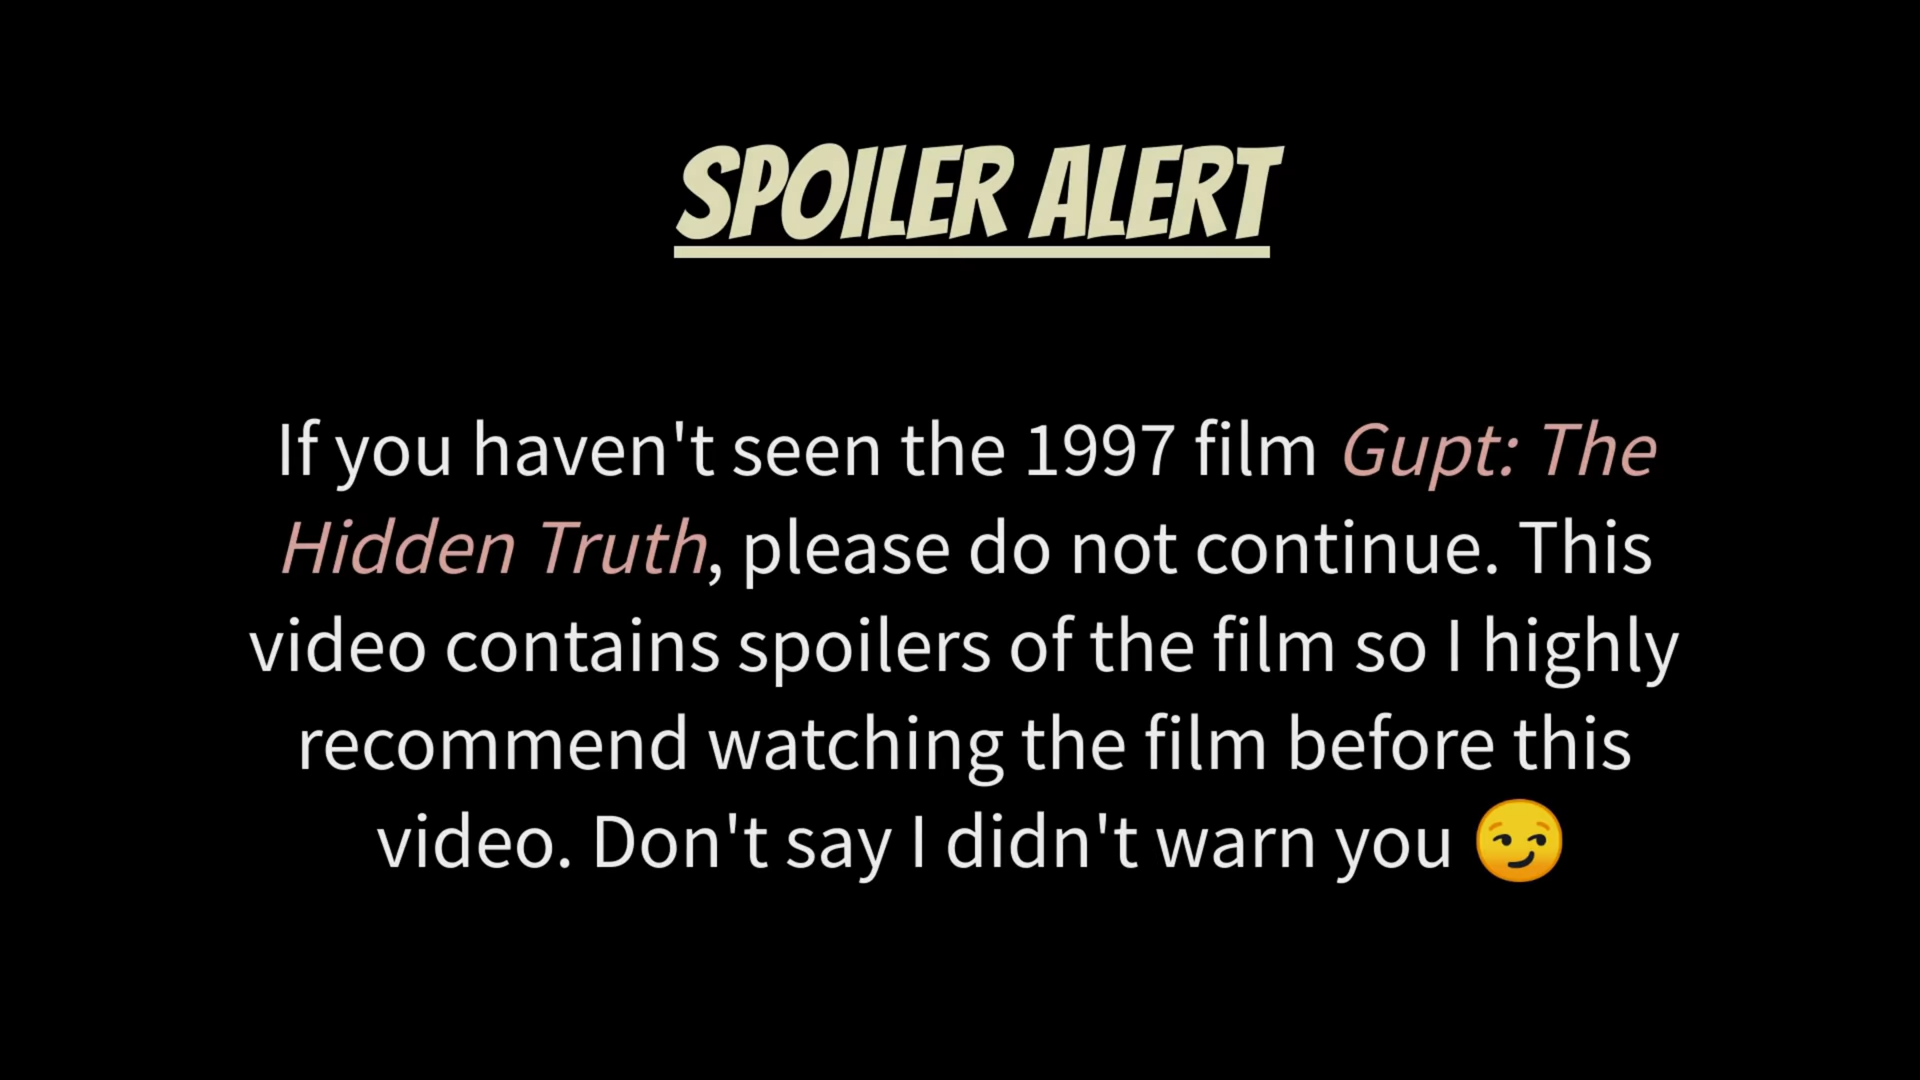 SPOILER ALERT
If you haven't seen the 1997 film Gupt: The
Hidden Truth, please do not continue. This
video contains spoilers of the film so I highly
recommend watching the film before this
video. Don't say I didn't warn you 😏